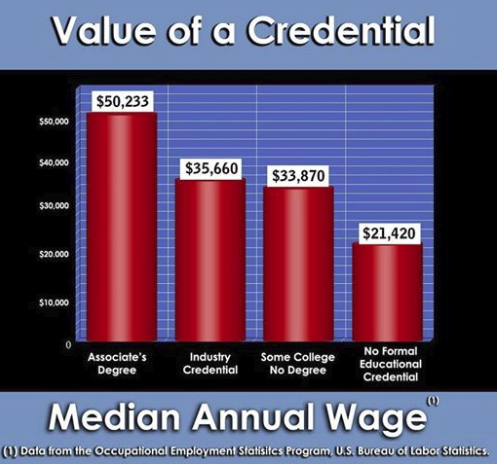 Value of a Credential
$50,233
$35,660
$33,870
$21,420
$50,000
$40,000
$30,000
$20,000
$10,000
0
Associate's
Degree
Industry
Credential
Some College
No Degree
No Formal
Educational
Credential
Median Annual Wage (1)
(1) Data from the Occupational Employment Statisitcs Program, U.S. Bureau of Labor Statistics.